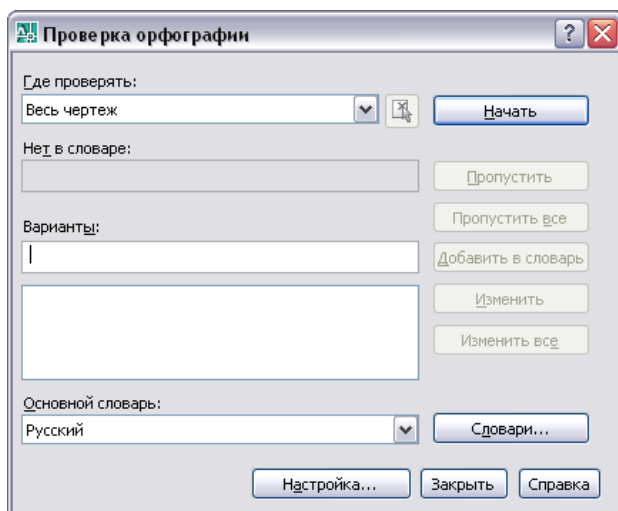 Проверка орфографии
Где проверять:
Весь чертеж
Начать
Нет в словаре:
Пропустить
Пропустить все
Варианты:
Добавить в словарь
Изменить
Изменить все
Основной словарь:
Русский
Словари...
Настройка...
Закрыть
Справка